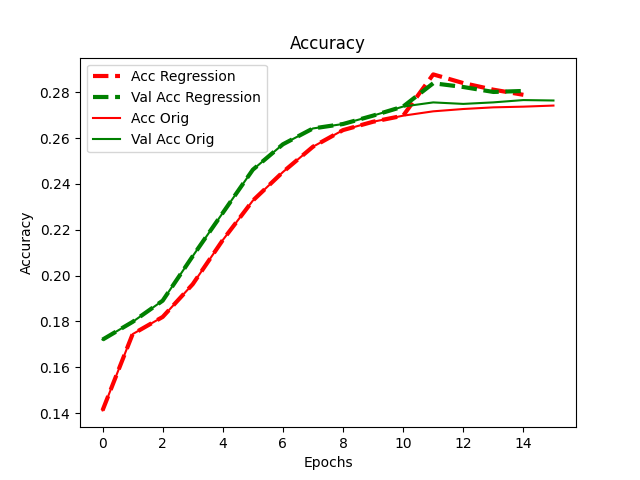 Accuracy
Acc Regression
Val Acc Regression
Acc Orig
Val Acc Orig
Accuracy
0.28
0.26
0.24
0.22
0.20
0.18
0.16
0.14
0 2 4 6 8 10 12 14
Epochs